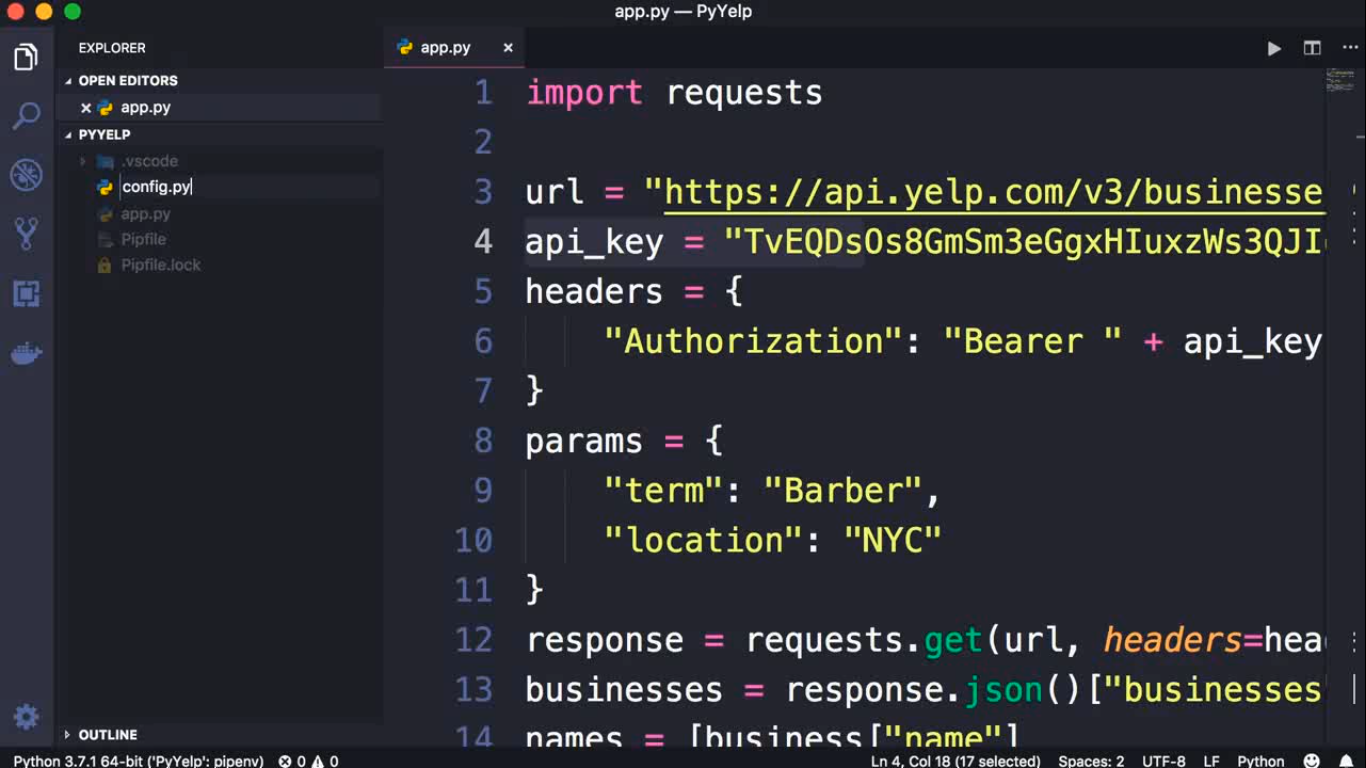 app.py — PyYelp
EXPLORER
OPEN EDITORS
app.py
PYYELP
.vscode
config.py
app.py
Pipfile
Pipfile.lock
OUTLINE
app.py
1 import requests
2
3 url = "https://api.yelp.com/v3/businesse
4 api_key = "TvEQDsOs8GmSm3eGgxHIuxzWs3QJI
5 headers = {
6 "Authorization": "Bearer " + api_key
7 }
8 params = {
9 "term": "Barber",
10 "location": "NYC"
11 }
12 response = requests.get(url, headers=hea
13 businesses = response.json()["businesses
14 names = [business["name"]
Python 3.7.1 64-bit ('PyYelp': pipenv) 0 0 Ln 4, Col 18 (17 selected) Spaces: 2 UTF-8 LF Python